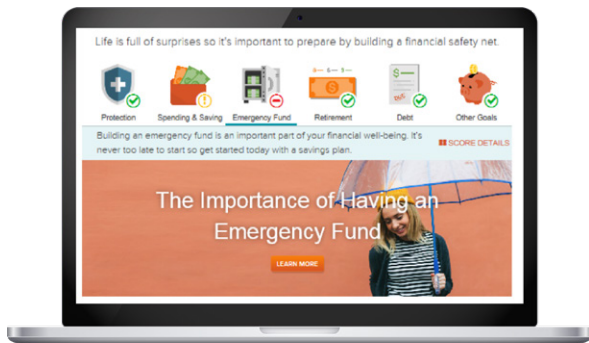 Life is full of surprises so it's important to prepare by building a financial safety net.
Protection
Spending & Saving
Emergency Fund
Retirement
Debt
Other Goals
Building an emergency fund is an important part of your financial well-being. It's
never too late to start so get started today with a savings plan.
SCORE DETAILS
The Importance of Having an
Emergency Fund
LEARN MORE